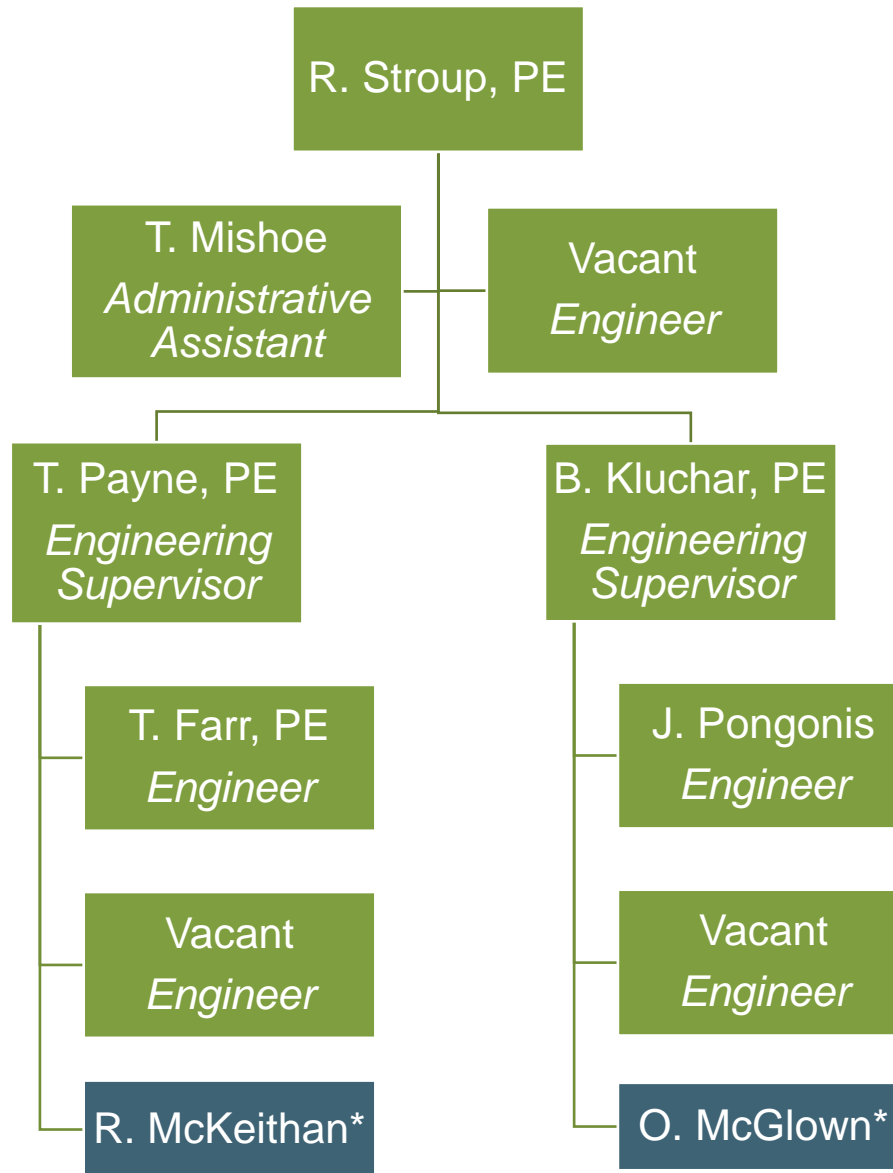 R. Stroup, PE
T. Mishoe
Administrative
Assistant
Vacant
Engineer
T. Payne, PE
Engineering
Supervisor
B. Kluchar, PE
Engineering
Supervisor
T. Farr, PE
Engineer
J. Pongonis
Engineer
Vacant
Engineer
Vacant
Engineer
R. McKeithan*
O. McGlown*